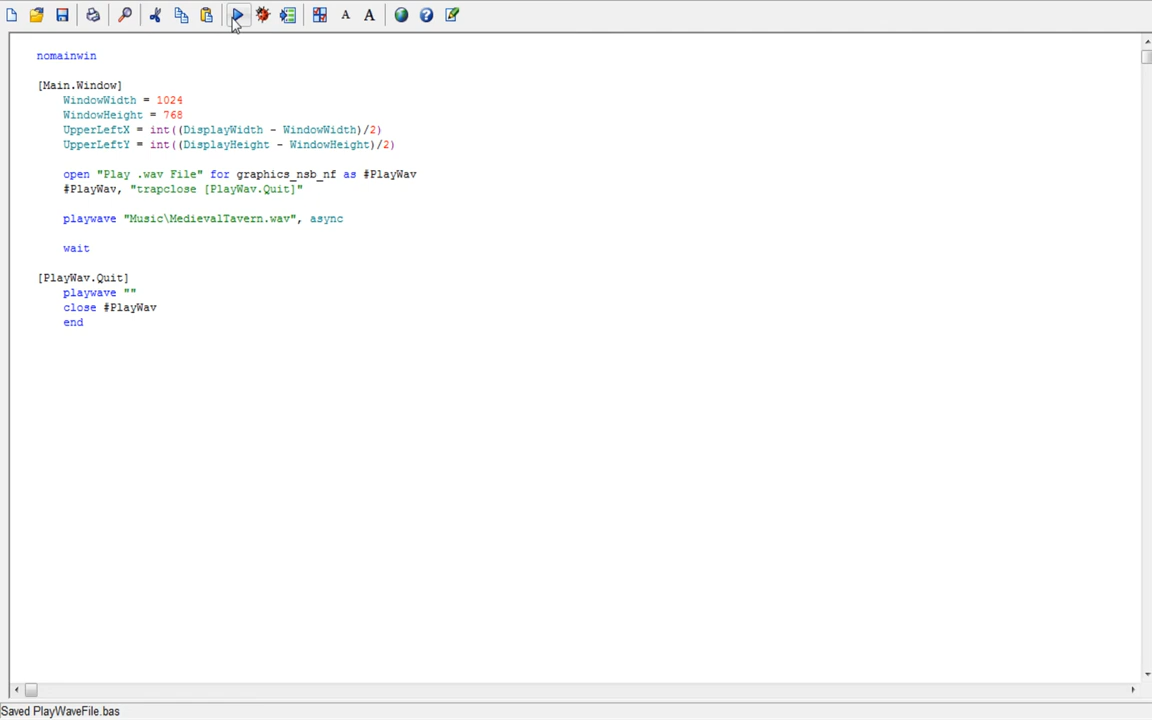 A A
nomainwin
[Main.Window]
WindowWidth = 1024
WindowHeight = 768
UpperLeftX = int((DisplayWidth - WindowWidth)/2)
UpperLeftY = int((DisplayHeight - WindowHeight)/2)
open "Play .wav File" for graphics_nsb_nf as #PlayWav
#PlayWav, "trapclose [PlayWav.Quit]"
playwave "Music\MedievalTavern.wav", async
wait
[PlayWav.Quit]
playwave ""
close #PlayWav
end
Saved PlayWaveFile.bas